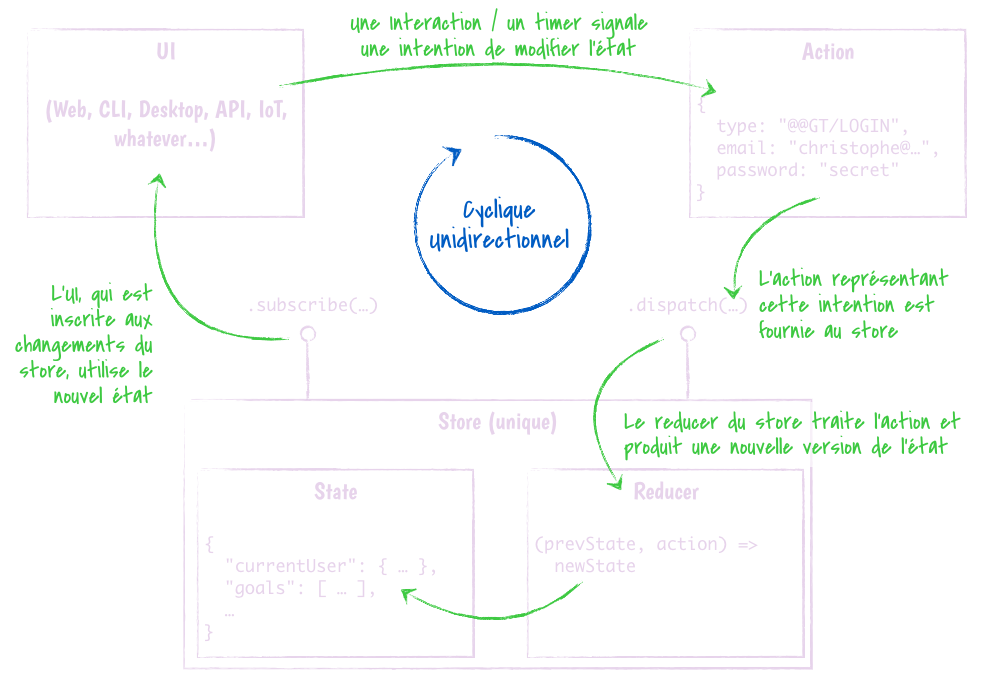 une interaction / un timer signale
une intention de modifier l'état
UI
(Web, CLI, Desktop, API, IoT,
whatever…)
Action
{
type: "@@GT/LOGIN",
email: "christophe@…",
password: "secret"
}
Cyclique
unidirectionnel
L'UI, qui est
inscrite aux
changements du
store, utilise le
nouvel état
.subscribe(…)
.dispatch(…)
L'action représentant
cette intention est
fournie au store
Store (unique)
Le reducer du store traite l'action et
produit une nouvelle version de l'état
State
{
"currentUser": { … },
"goals": [ … ],
…
}
Reducer
(prevState, action) =>
newState